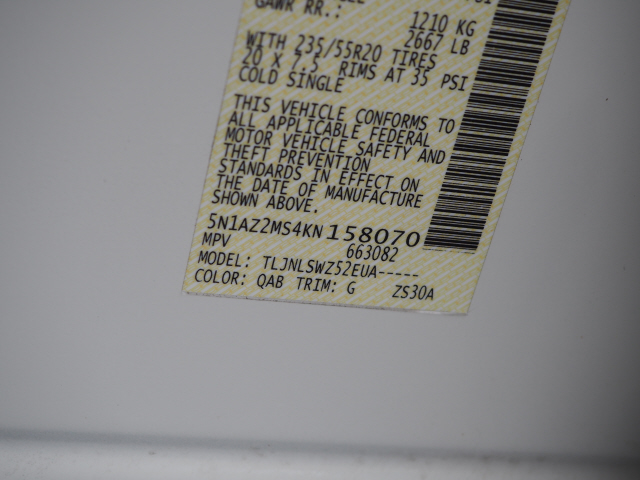 GAWR RR.:
1210 KG
2667 LB
WITH 235/55R20 TIRES
20 X 7.5 RIMS AT 35 PSI
COLD SINGLE
THIS VEHICLE CONFORMS TO
ALL APPLICABLE FEDERAL
MOTOR VEHICLE SAFETY AND
THEFT PREVENTION
STANDARDS IN EFFECT ON
THE DATE OF MANUFACTURE
SHOWN ABOVE.
5N1AZ2MS4KN158070
MPV 663082
MODEL: TLJNLSWZ52EUA-----
COLOR: QAB TRIM: G ZS30A